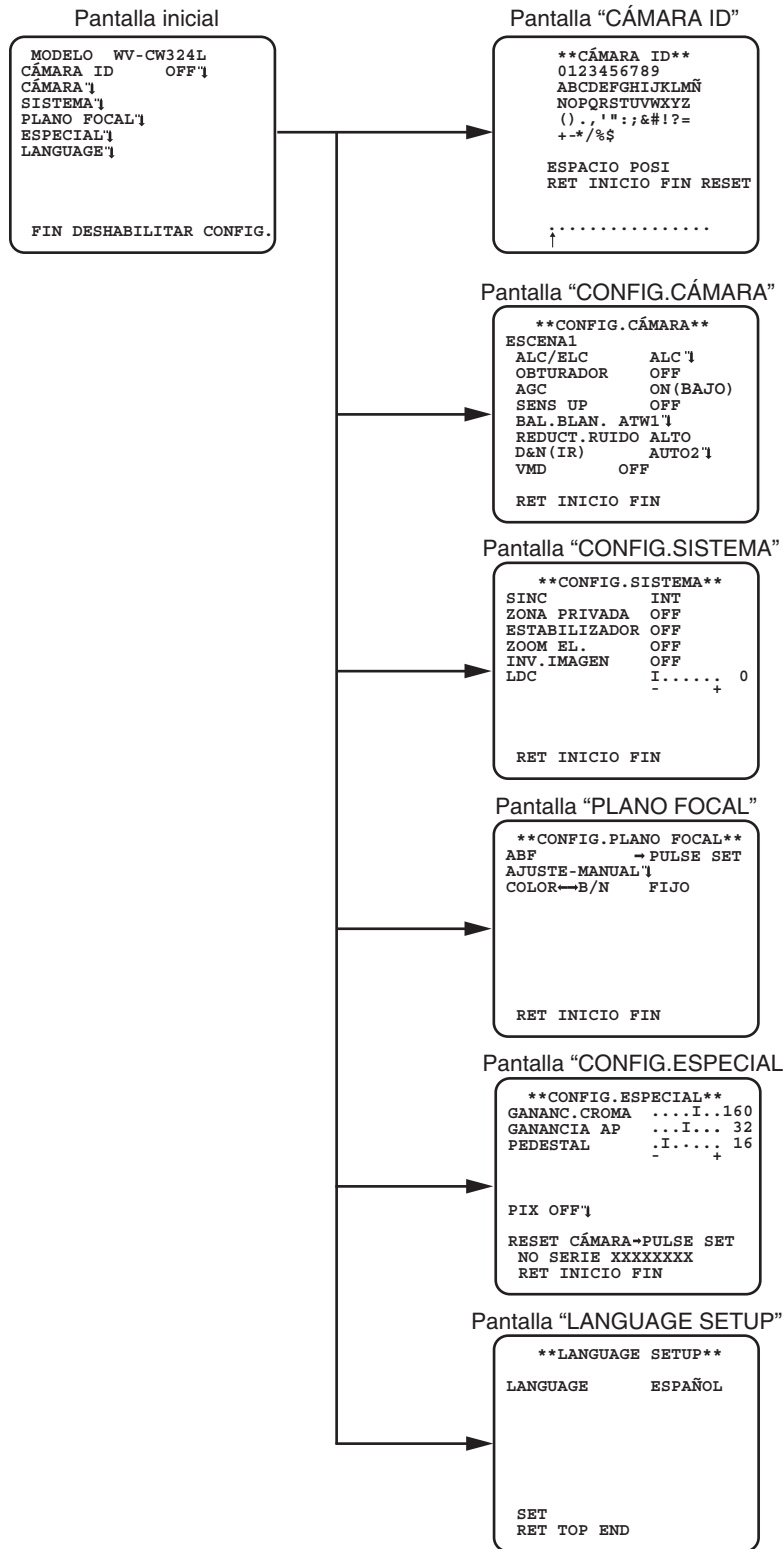 Pantalla inicial
MODELO WV-CW324L
CÁMARA ID OFF
CÁMARA
SISTEMA
PLANO FOCAL
ESPECIAL
LANGUAGE
FIN DESHABILITAR CONFIG.
Pantalla “CÁMARA ID”
**CÁMARA ID**
0123456789
ABCDEFGHIJKLMÑ
NOPQRSTUVWXYZ
().,'":;&#!?=
+-*/%$
ESPACIO POSI
RET INICIO FIN RESET
................
↑
Pantalla “CONFIG.CÁMARA”
**CONFIG.CÁMARA**
ESCENA1
ALC/ELC ALC
OBTURADOR OFF
AGC ON(BAJO)
SENS UP OFF
BAL.BLAN. ATW1
REDUCT.RUIDO ALTO
D&N(IR) AUTO2
VMD OFF
RET INICIO FIN
Pantalla “CONFIG.SISTEMA”
**CONFIG.SISTEMA**
SINC INT
ZONA PRIVADA OFF
ESTABILIZADOR OFF
ZOOM EL. OFF
INV.IMAGEN OFF
LDC I...... 0
- +
RET INICIO FIN
Pantalla “PLANO FOCAL”
**CONFIG.PLANO FOCAL**
ABF →PULSE SET
AJUSTE-MANUAL
COLOR←→B/N FIJO
RET INICIO FIN
Pantalla “CONFIG.ESPECIAL
**CONFIG.ESPECIAL**
GANANC.CROMA ....I..160
GANANCIA AP ...I... 32
PEDESTAL .I..... 16
- +
PIX OFF
RESET CÁMARA→PULSE SET
NO SERIE XXXXXXXX
RET INICIO FIN
Pantalla “LANGUAGE SETUP”
**LANGUAGE SETUP**
LANGUAGE ESPAÑOL
SET
RET TOP END